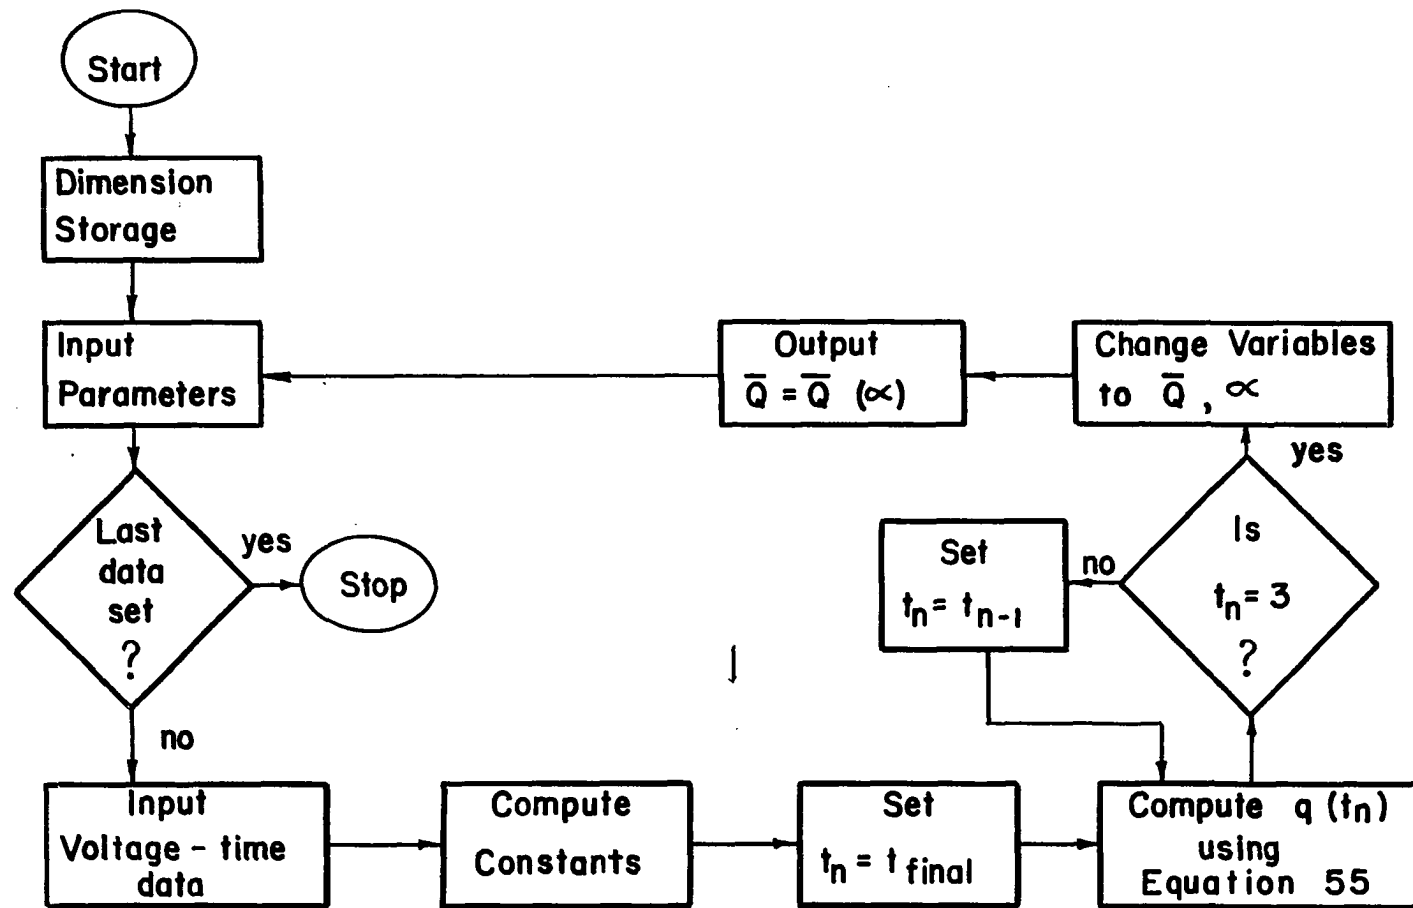 Start
Dimension
Storage
Input
Parameters
Last
data
set
?
yes
Stop
no
Input
Voltage - time
data
Compute
Constants
Set
tₙ = t final
Compute q (tₙ)
using
Equation 55
Is
tₙ = 3
?
no
Set
tₙ = tₙ₋₁
yes
Change Variables
to Q̅ , ∝
Output
Q̅ = Q̅ (∝)